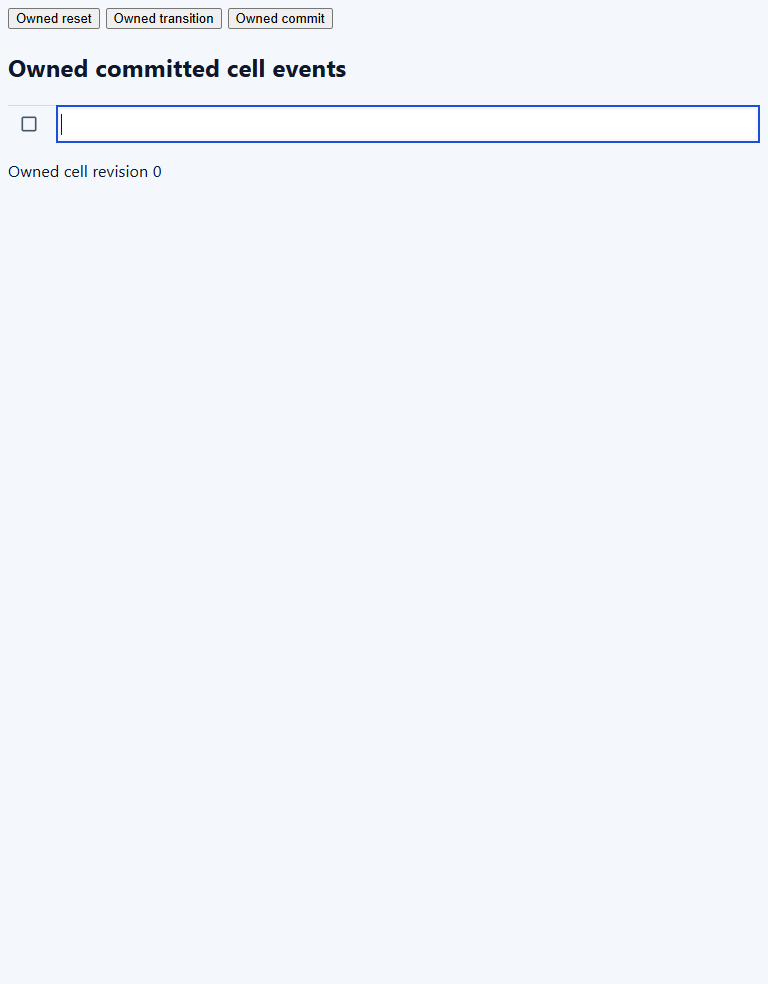 Owned reset Owned transition Owned commit
Owned committed cell events
Owned cell revision 0